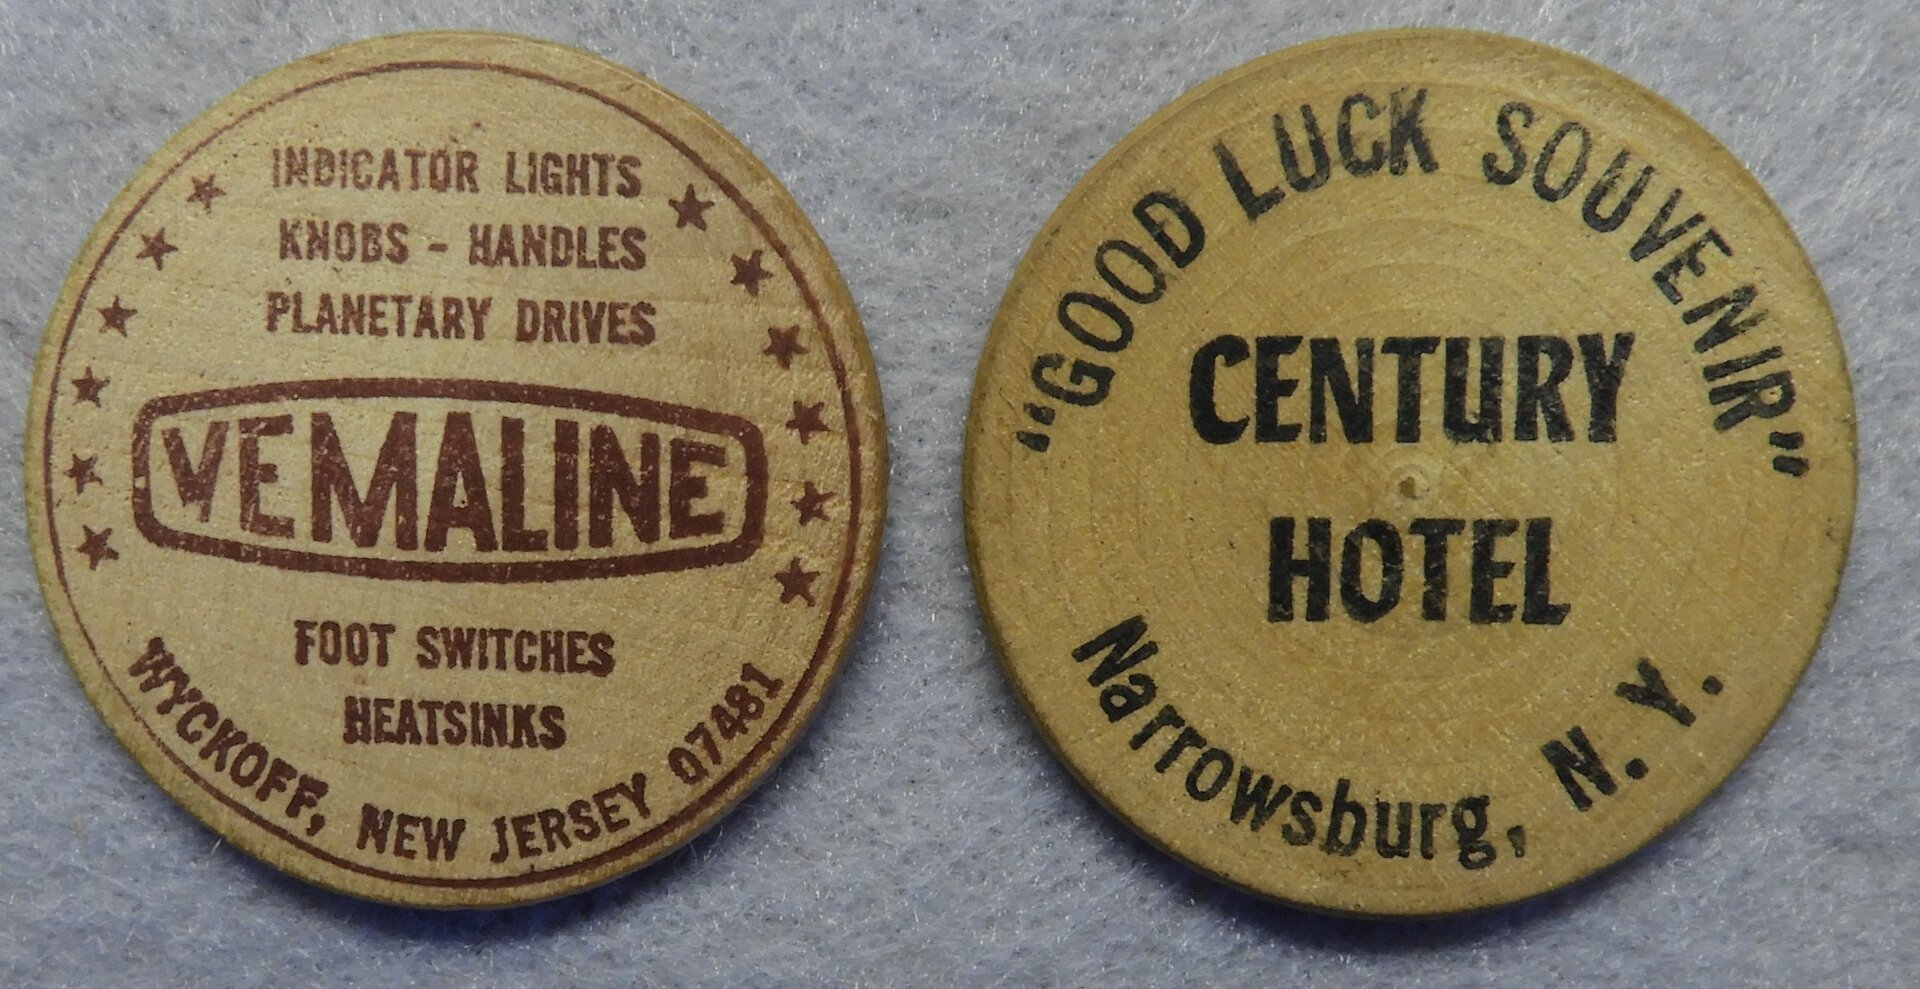 INDICATOR LIGHTS
KNOBS - HANDLES
PLANETARY DRIVES
VEMALINE
FOOT SWITCHES
HEATSINKS
WYCKOFF, NEW JERSEY 07481
"GOOD LUCK SOUVENIR"
CENTURY
HOTEL
Narrowsburg, N.Y.